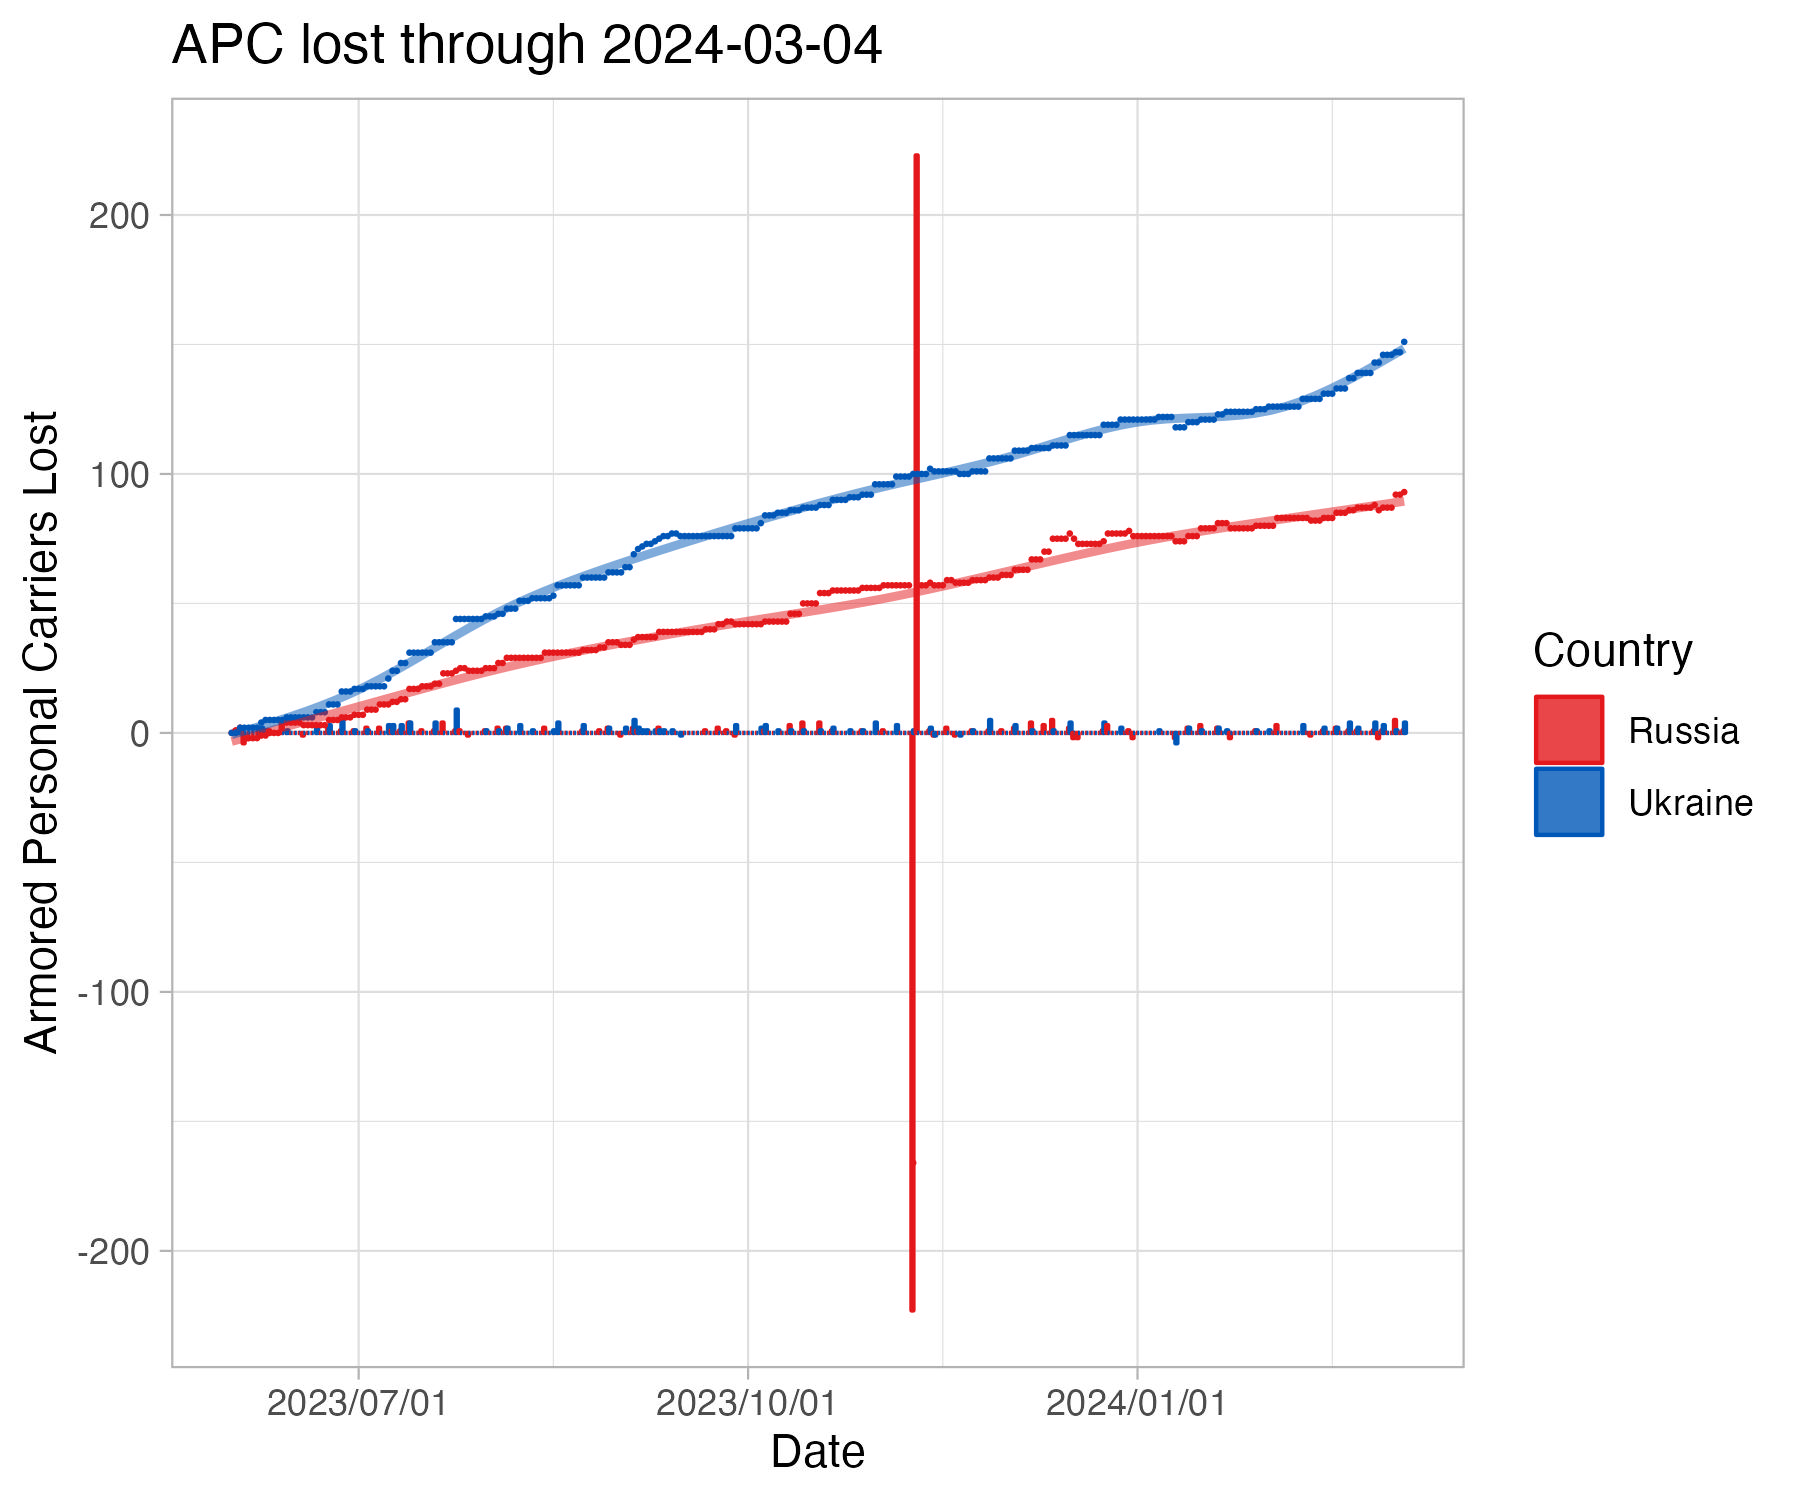 APC lost through 2024-03-04
Armored Personal Carriers Lost
200
100
0
-100
-200
2023/07/01
2023/10/01
2024/01/01
Date
Country
Russia
Ukraine